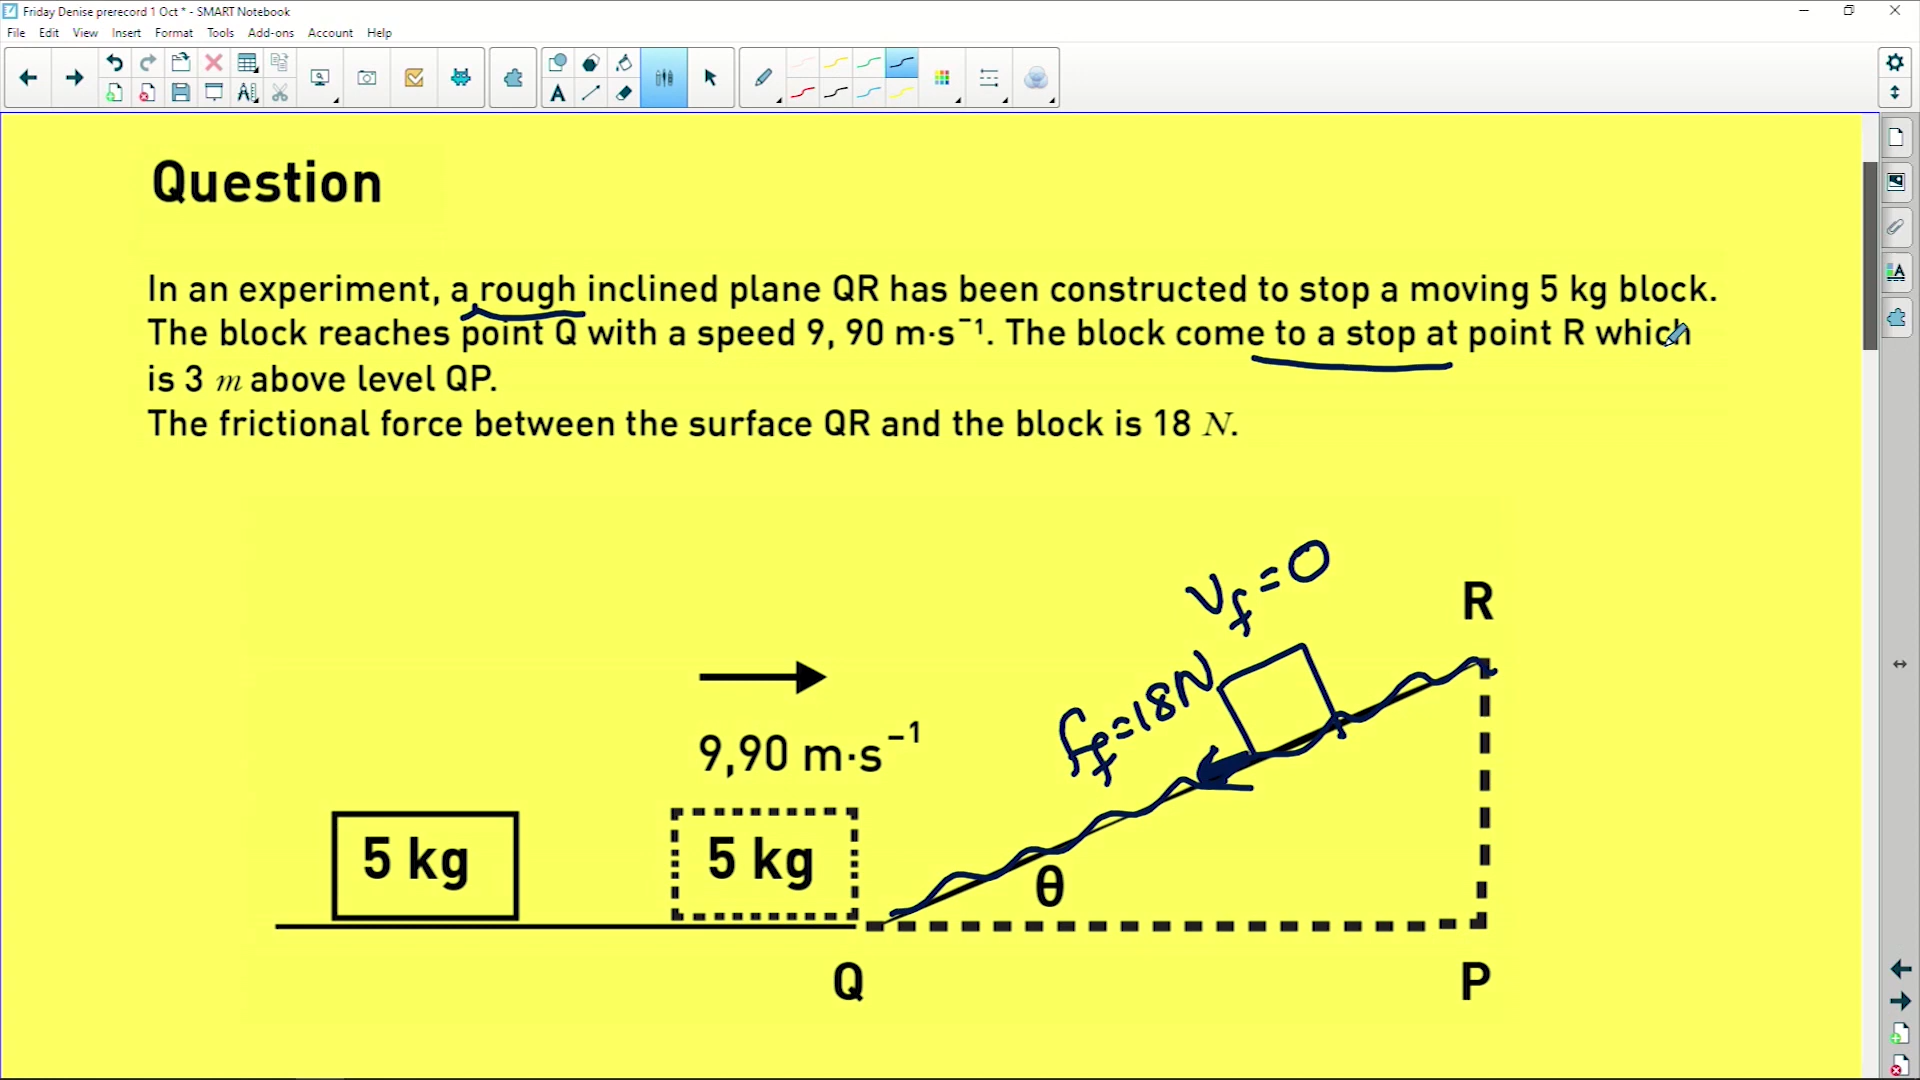 Friday Denise prerecord 1 Oct * - SMART Notebook
File Edit View Insert Format Tools Add-ons Account Help
Question
In an experiment, a rough inclined plane QR has been constructed to stop a moving 5 kg block.
The block reaches point Q with a speed 9, 90 m·s⁻¹. The block come to a stop at point R which
is 3 m above level QP.
The frictional force between the surface QR and the block is 18 N.
vf = 0
R
ff = 18N
9,90 m·s⁻¹
5 kg
5 kg
θ
Q
P